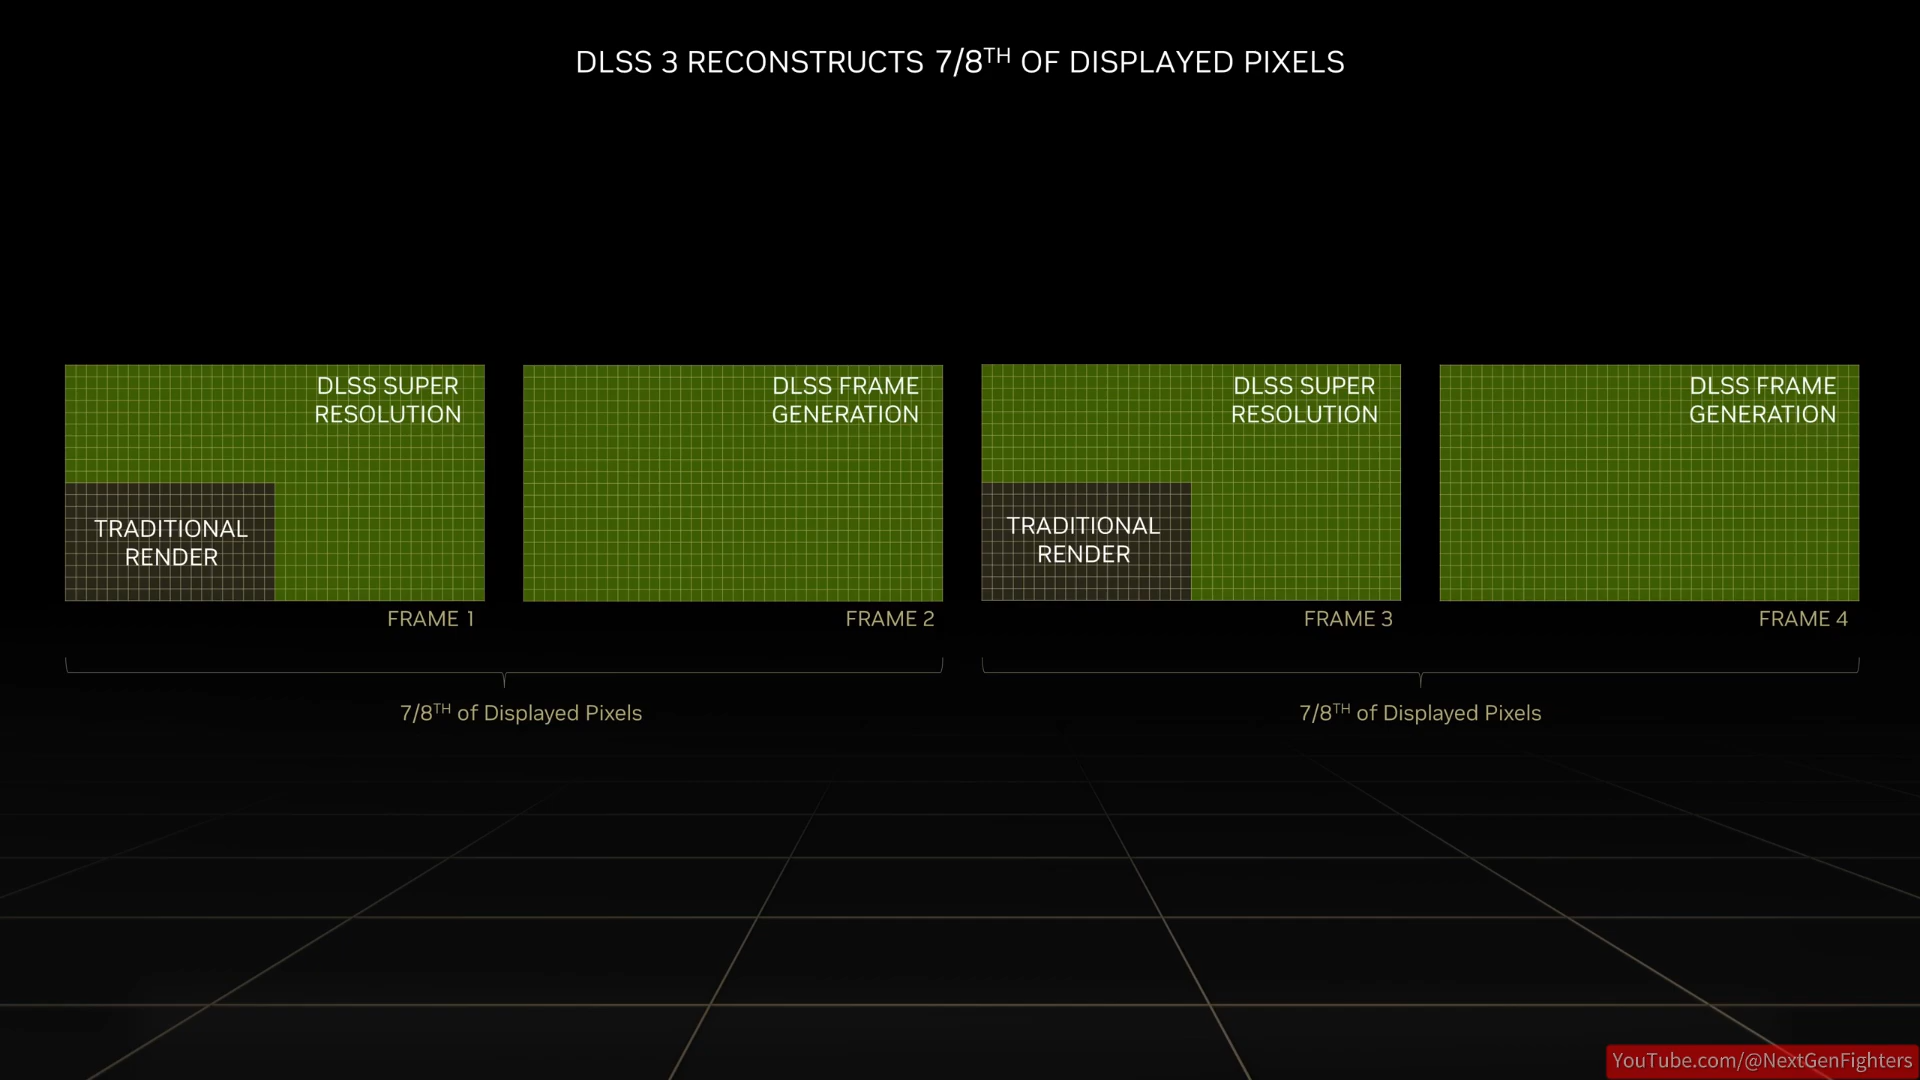 DLSS 3 RECONSTRUCTS 7/8TH OF DISPLAYED PIXELS
DLSS SUPER
RESOLUTION
TRADITIONAL
RENDER
FRAME 1
DLSS FRAME
GENERATION
FRAME 2
DLSS SUPER
RESOLUTION
TRADITIONAL
RENDER
FRAME 3
DLSS FRAME
GENERATION
FRAME 4
7/8TH of Displayed Pixels
7/8TH of Displayed Pixels
YouTube.com/@NextGenFighters